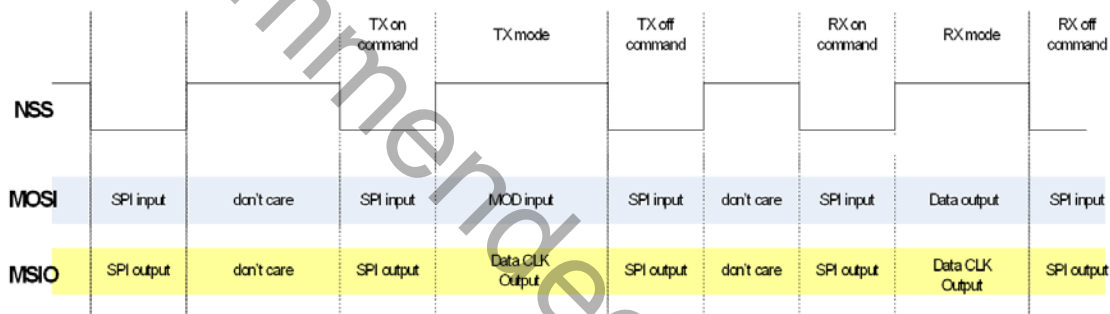 TX on command
TX mode
TX off command
RX on command
RX mode
RX off command
NSS
MOSI
SPI input
don't care
SPI input
MOD input
SPI input
don't care
SPI input
Data output
SPI input
MSIO
SPI output
don't care
SPI output
Data CLK Output
SPI output
don't care
SPI output
Data CLK Output
SPI output